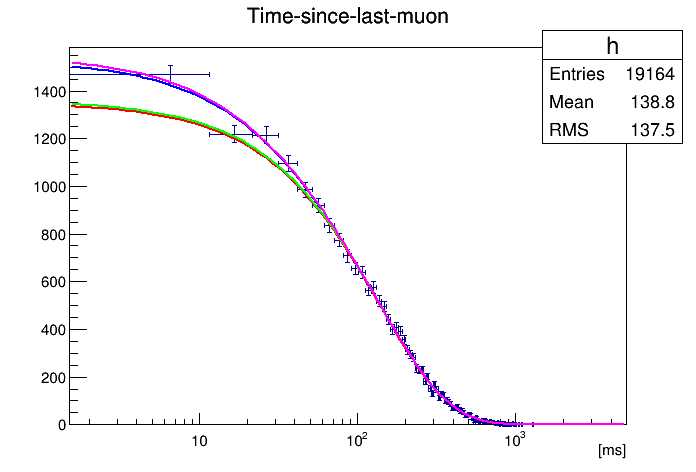 Time-since-last-muon
h
Entries 19164
Mean 138.8
RMS 137.5
1400
1200
1000
800
600
400
200
0
10 10² 10³
[ms]